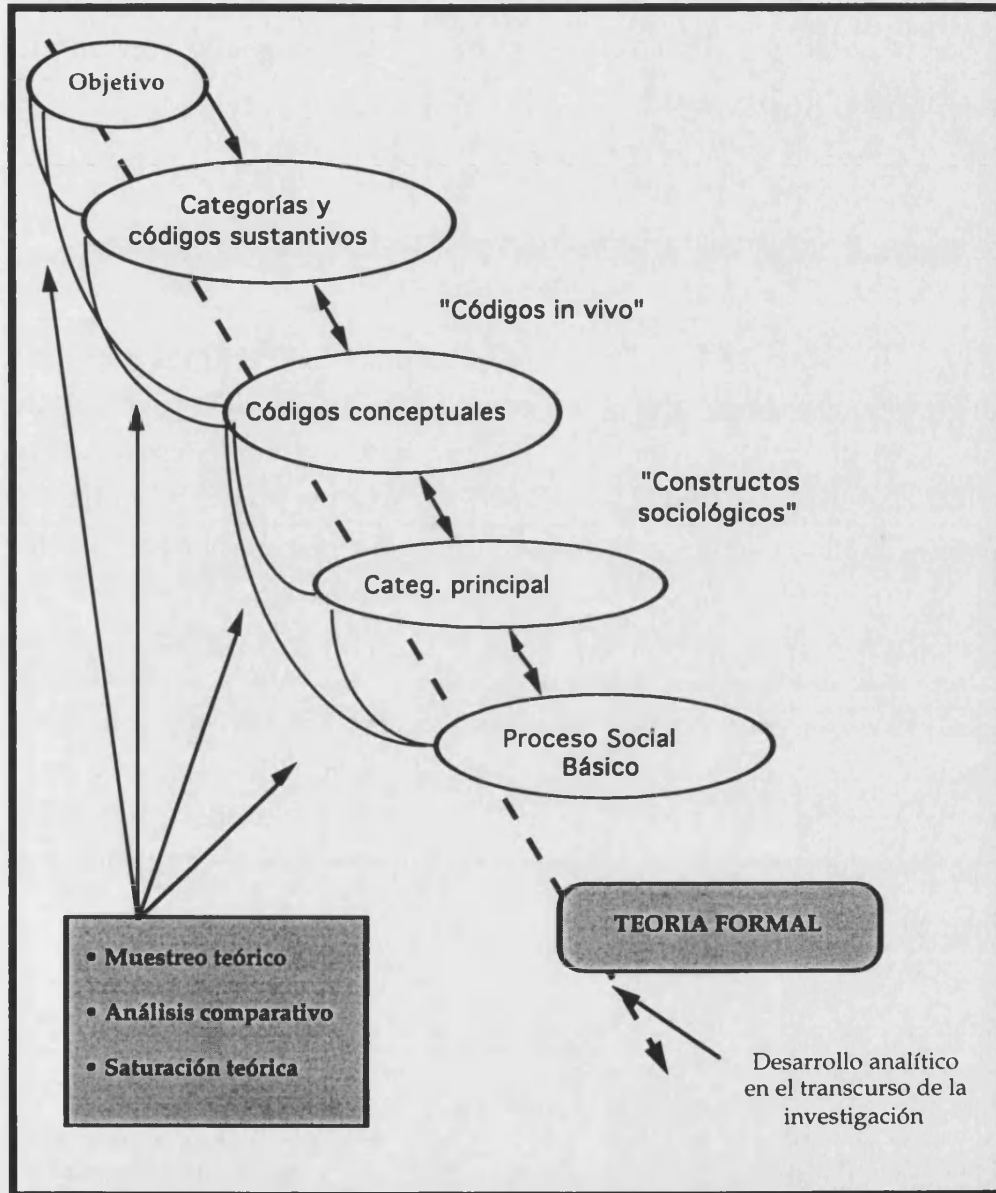 Objetivo
Categorías y
códigos sustantivos
"Códigos in vivo"
Códigos conceptuales
"Constructos
sociológicos"
Categ. principal
Proceso Social
Básico
TEORIA FORMAL
• Muestreo teórico
• Análisis comparativo
• Saturación teórica
Desarrollo analítico
en el transcurso de la
investigación